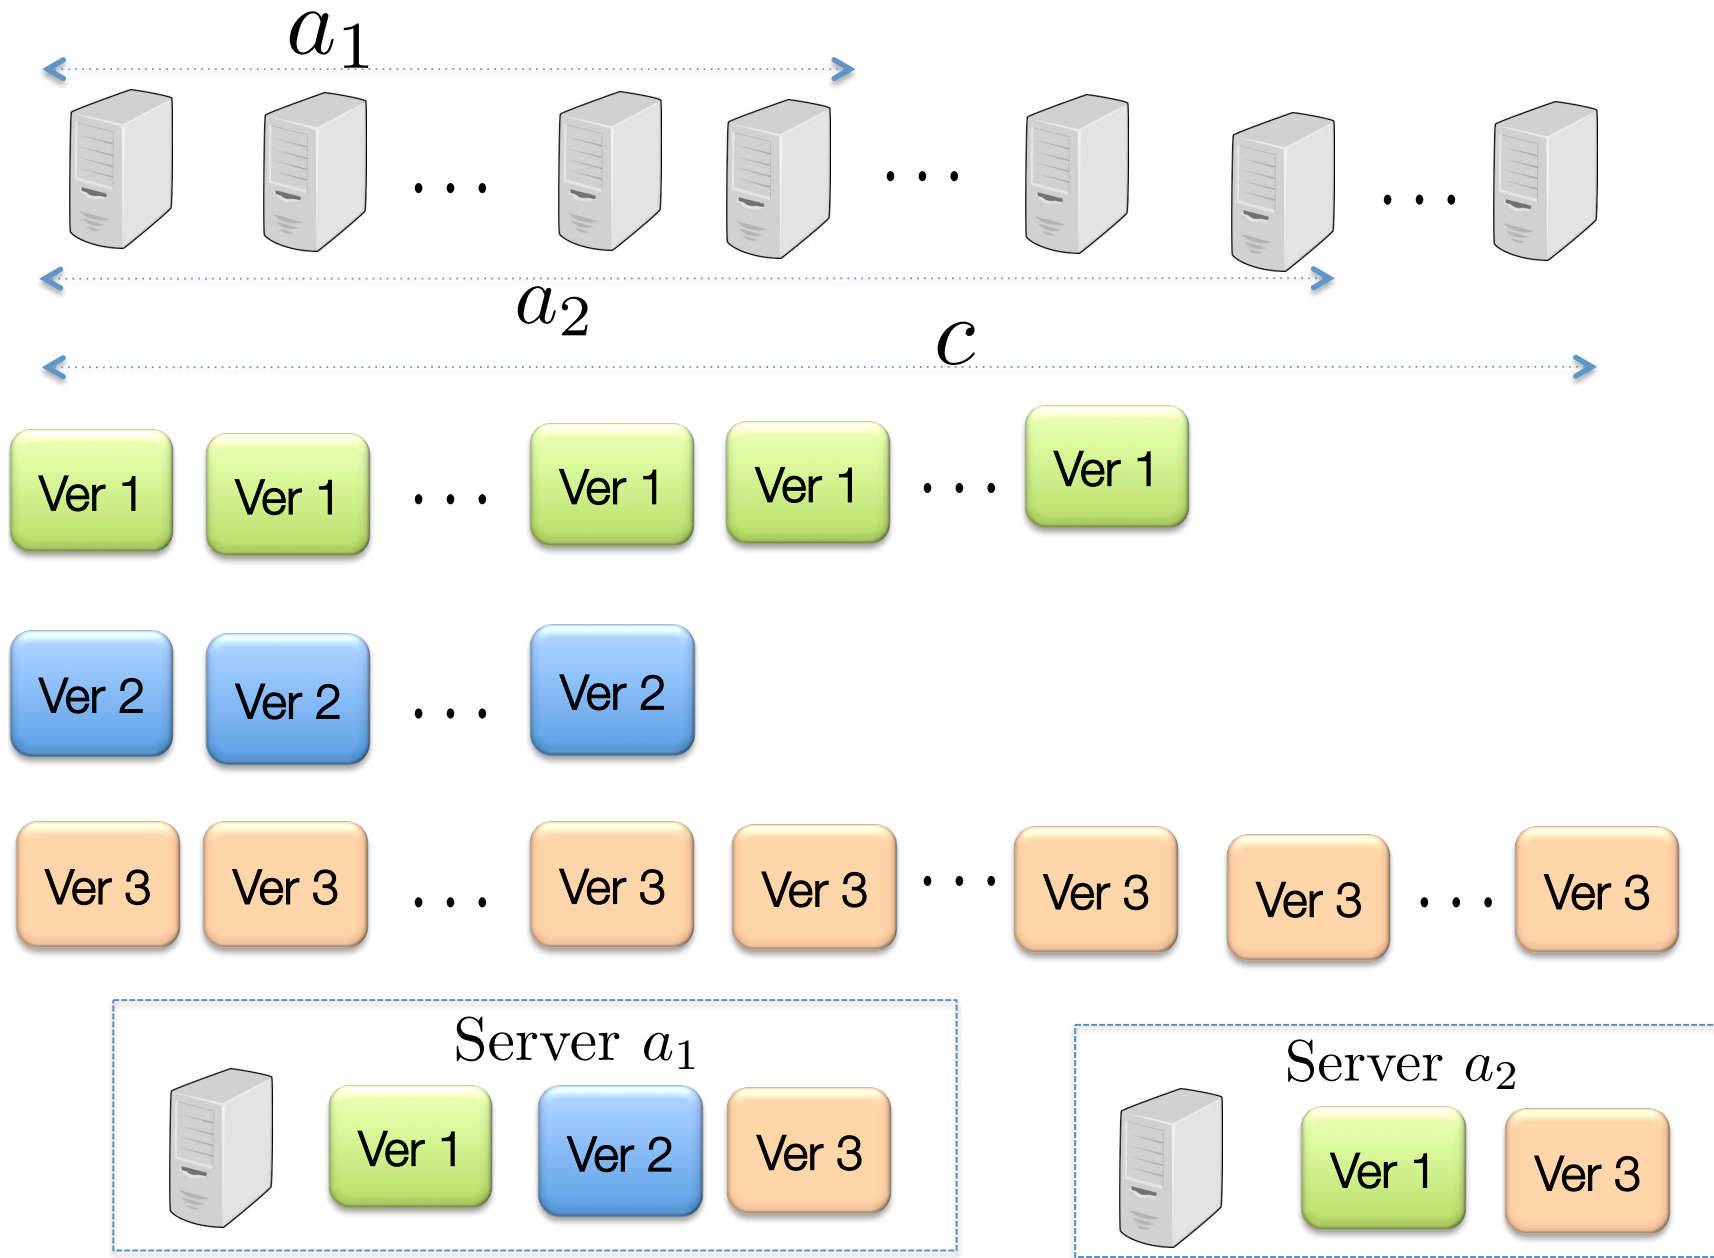 a₁
. . . . . . . . .
a₂
c
Ver 1 Ver 1 . . . Ver 1 Ver 1 . . . Ver 1
Ver 2 Ver 2 . . . Ver 2
Ver 3 Ver 3 . . . Ver 3 Ver 3 . . . Ver 3 Ver 3 . . . Ver 3
Server a₁
Ver 1 Ver 2 Ver 3
Server a₂
Ver 1 Ver 3